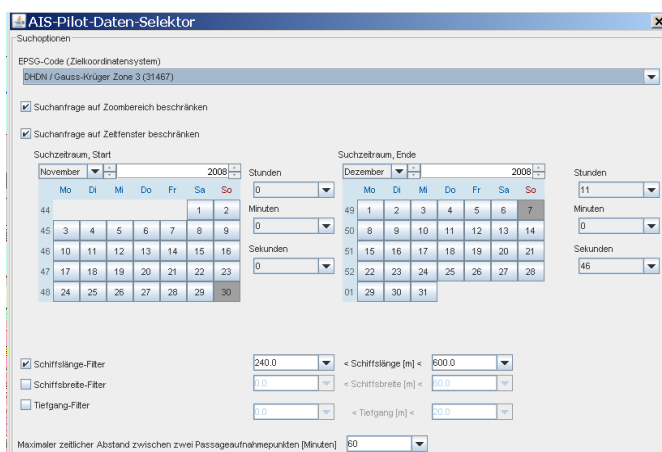 AIS-Pilot-Daten-Selektor
Suchoptionen
EPSG-Code (Zielkoordinatensystem)
DHDN / Gauss-Krüger Zone 3 (31467)
Suchanfrage auf Zoombereich beschränken
Suchanfrage auf Zeitfenster beschränken
Suchzeitraum, Start
November 2008
Mo Di Mi Do Fr Sa So
44 1 2
45 3 4 5 6 7 8 9
46 10 11 12 13 14 15 16
47 17 18 19 20 21 22 23
48 24 25 26 27 28 29 30
Stunden
0
Minuten
0
Sekunden
0
Suchzeitraum, Ende
Dezember 2008
Mo Di Mi Do Fr Sa So
49 1 2 3 4 5 6 7
50 8 9 10 11 12 13 14
51 15 16 17 18 19 20 21
52 22 23 24 25 26 27 28
01 29 30 31
Stunden
11
Minuten
0
Sekunden
46
Schiffslänge-Filter 240.0 < Schiffslänge [m] < 600.0
Schiffsbreite-Filter 0.0 < Schiffsbreite [m] < 60.0
Tiefgang-Filter 0.0 < Tiefgang [m] < 20.0
Maximaler zeitlicher Abstand zwischen zwei Passageaufnahmepunkten [Minuten] 60